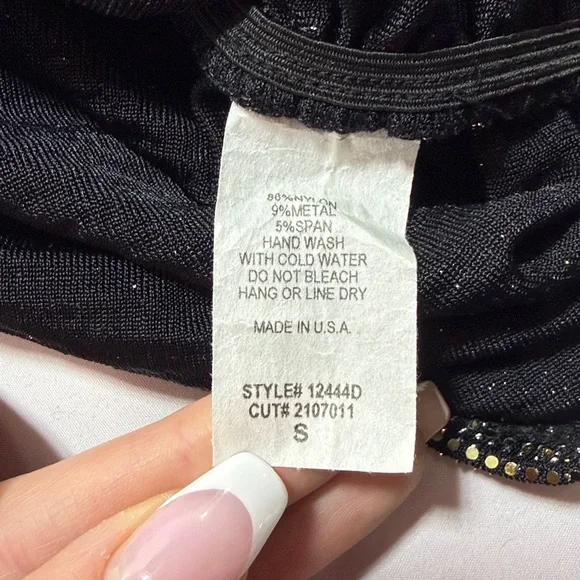 86%NYLON
9%METAL
5%SPAN
HAND WASH
WITH COLD WATER
DO NOT BLEACH
HANG OR LINE DRY
MADE IN U.S.A.
STYLE# 12444D
CUT# 2107011
S